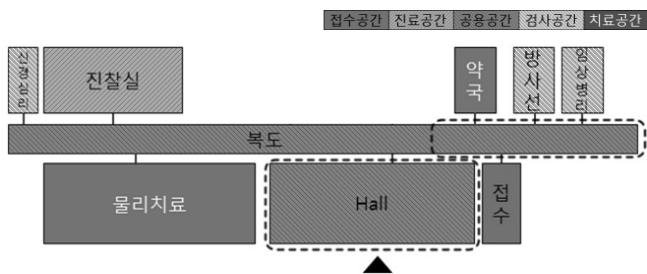 접수공간 진료공간 공용공간 검사공간 치료공간
신경심리
진찰실
약국
방사선
임상병리
복도
물리치료
Hall
접수